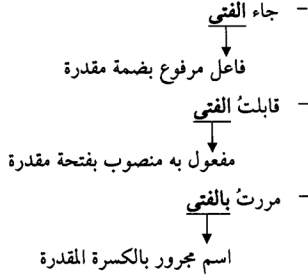 - جاء الفتى
فاعل مرفوع بضمة مقدرة
- قابلتُ الفتى
مفعول به منصوب بفتحة مقدرة
- مررتُ بالفتى
اسم مجرور بالكسرة المقدرة